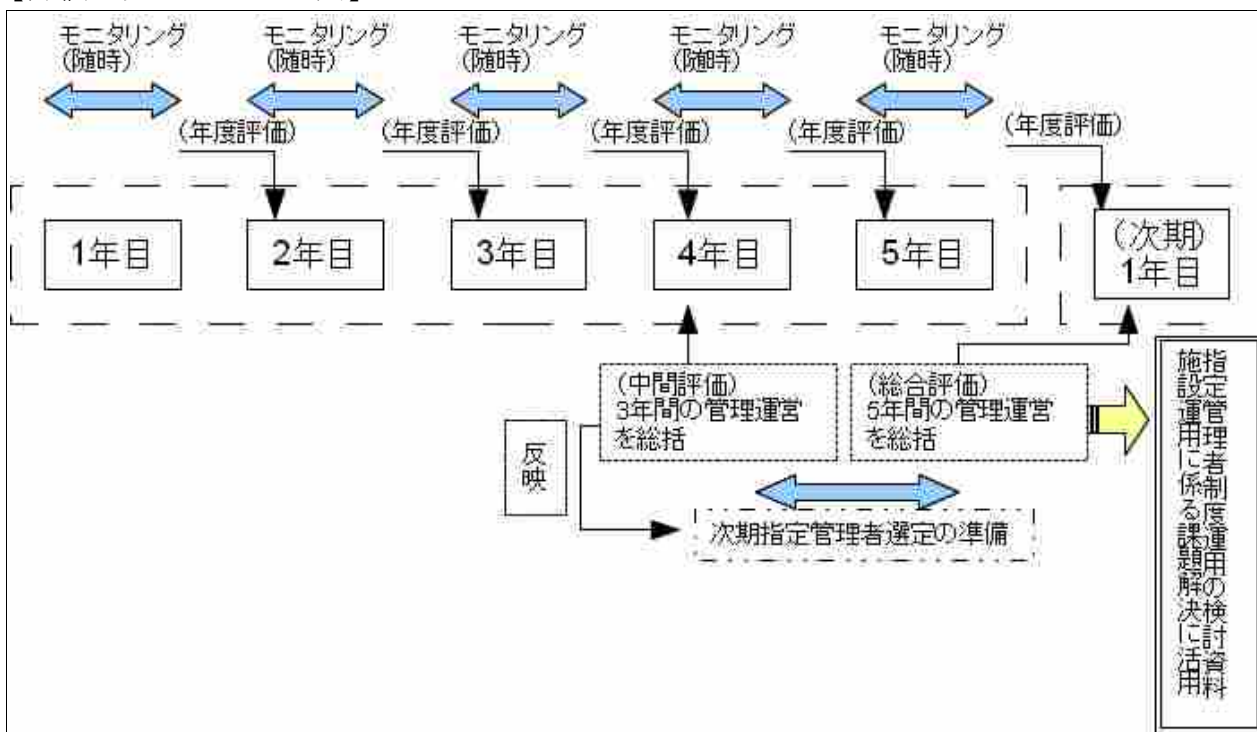 モニタリング
(随時)
モニタリング
(随時)
モニタリング
(随時)
モニタリング
(随時)
モニタリング
(随時)
(年度評価)
(年度評価)
(年度評価)
(年度評価)
(年度評価)
1年目
2年目
3年目
4年目
5年目
(次期)
1年目
(中間評価)
3年間の管理運営
を総括
(総合評価)
5年間の管理運営
を総括
反映
次期指定管理者選定の準備
指定管理者制度運用の検討資料
施設運用に係る課題解決に活用